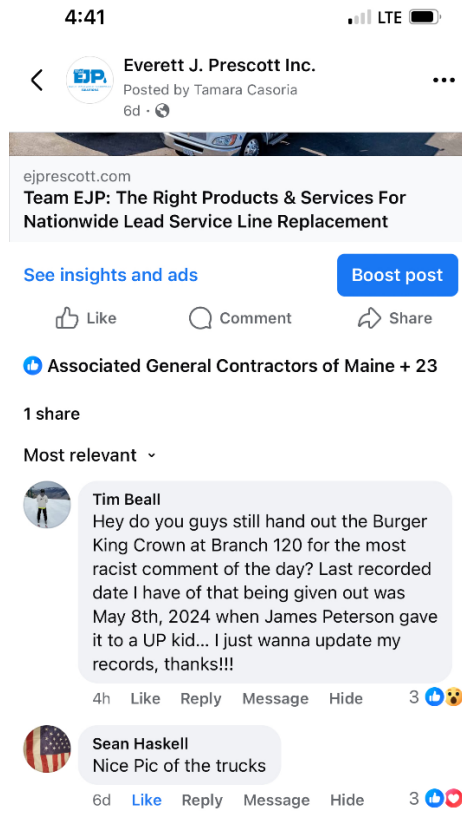 4:41
LTE
EJP.
Everett J. Prescott Inc.
Posted by Tamara Casoria
6d ·
ejprescott.com
Team EJP: The Right Products & Services For
Nationwide Lead Service Line Replacement
See insights and ads
Boost post
Like
Comment
Share
Associated General Contractors of Maine + 23
1 share
Most relevant
Tim Beall
Hey do you guys still hand out the Burger
King Crown at Branch 120 for the most
racist comment of the day? Last recorded
date I have of that being given out was
May 8th, 2024 when James Peterson gave
it to a UP kid... I just wanna update my
records, thanks!!!
4h Like Reply Message Hide 3
Sean Haskell
Nice Pic of the trucks
6d Like Reply Message Hide 3